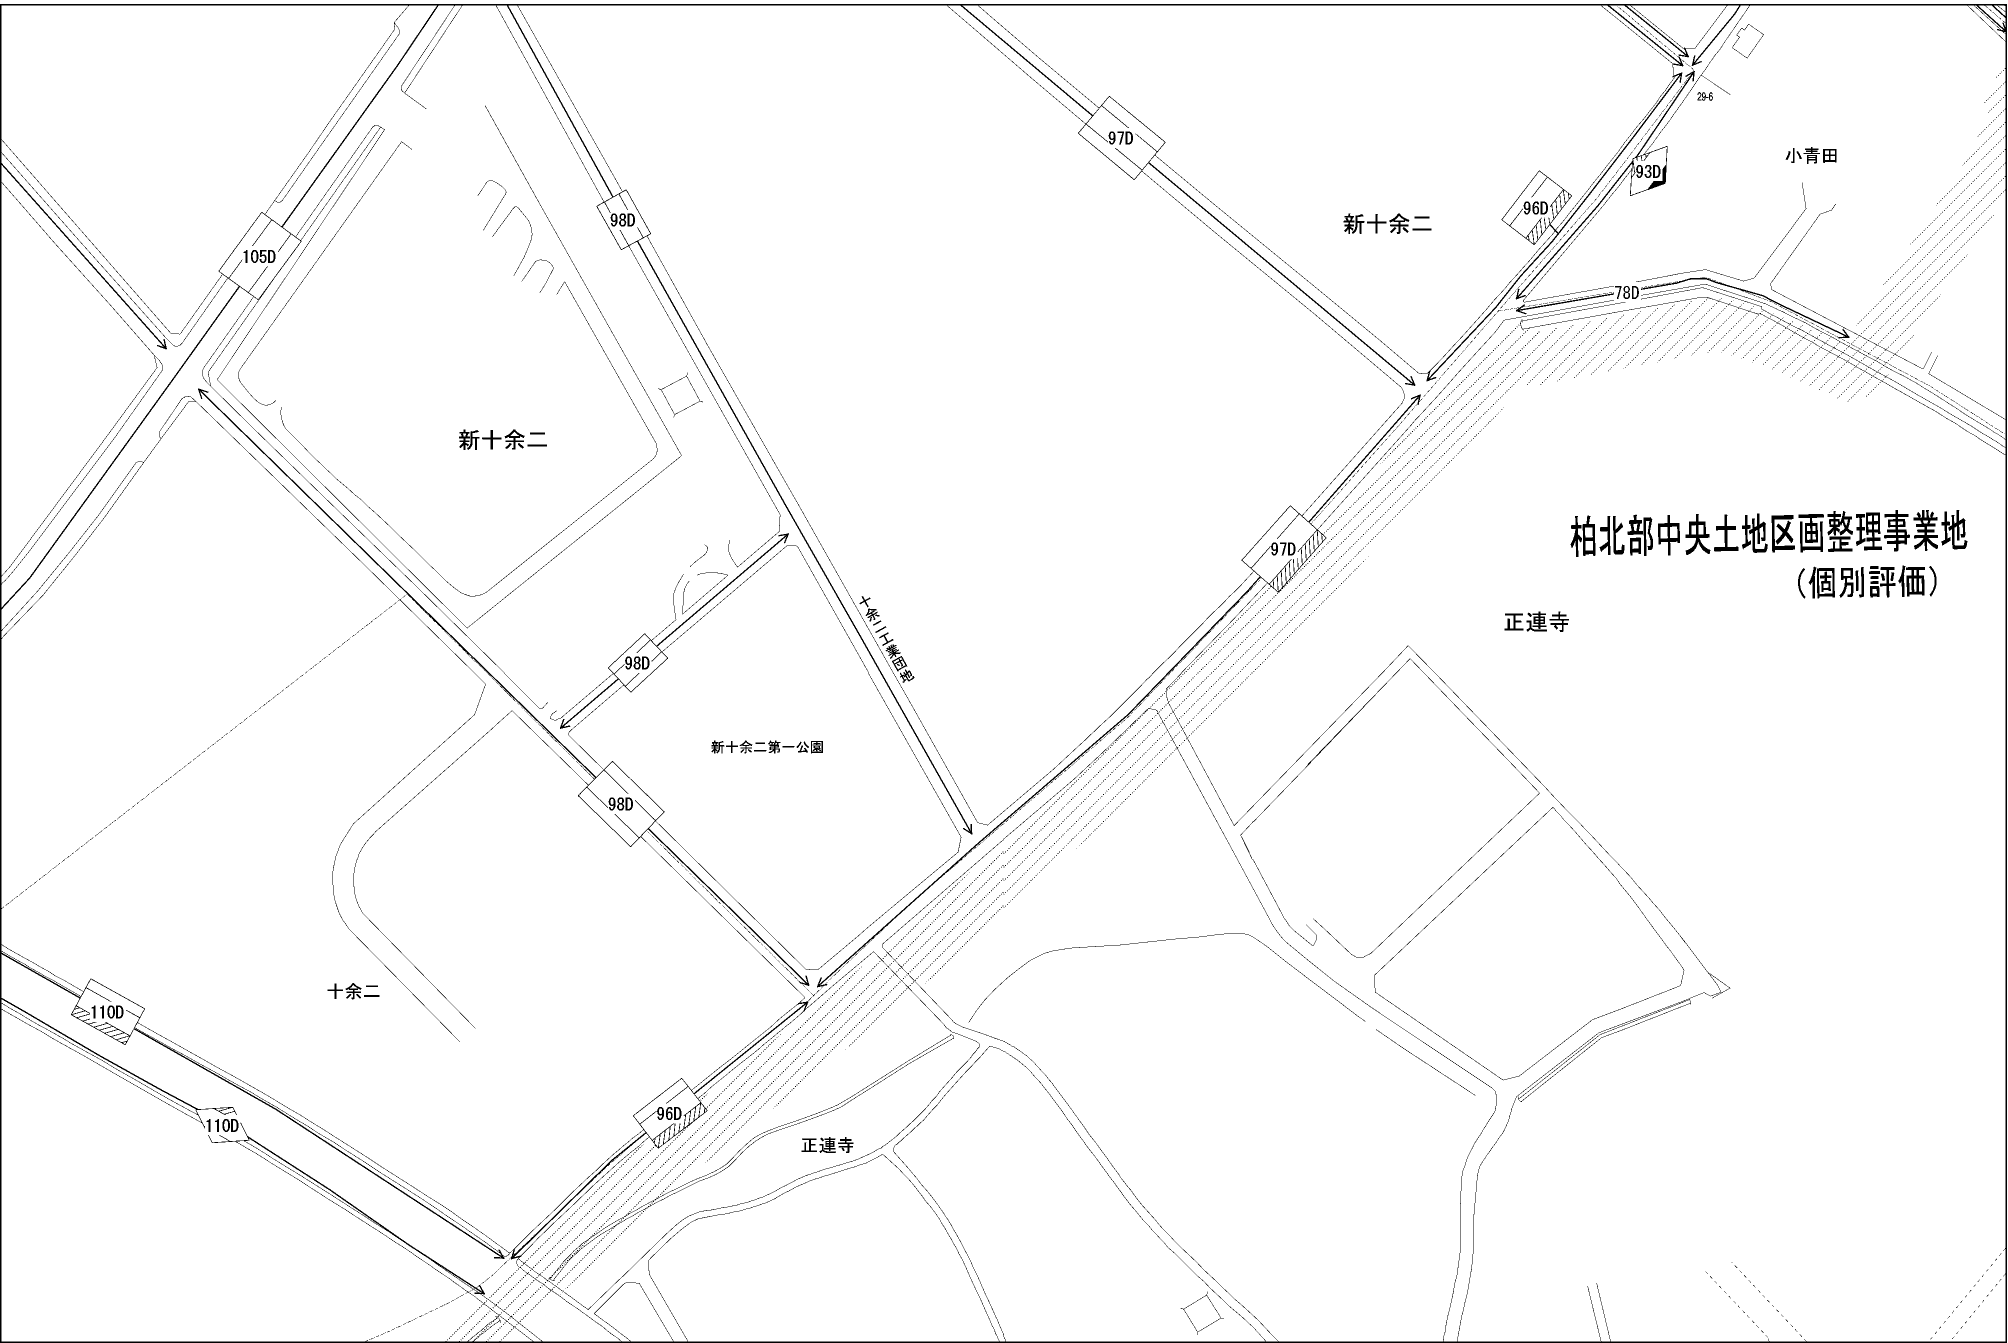 97D
29-6
小青田
93D
98D
96D
新十余二
105D
78D
新十余二
柏北部中央土地区画整理事業地
97D
(個別評価)
十余二工業団地
正連寺
98D
新十余二第一公園
98D
十余二
110D
96D
110D
正連寺